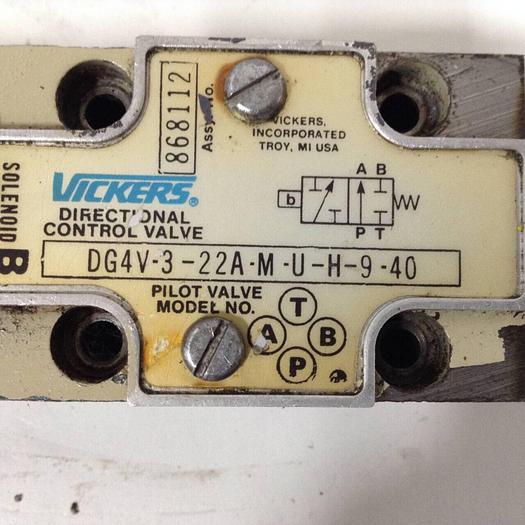 868112
Assy. No.
VICKERS,
INCORPORATED
TROY, MI USA
SOLENOID
B
VICKERS®
DIRECTIONAL
CONTROL VALVE
A B
b
P T
DG4V-3-22A-M-U-H-9-40
PILOT VALVE
MODEL NO.
T
A B
P